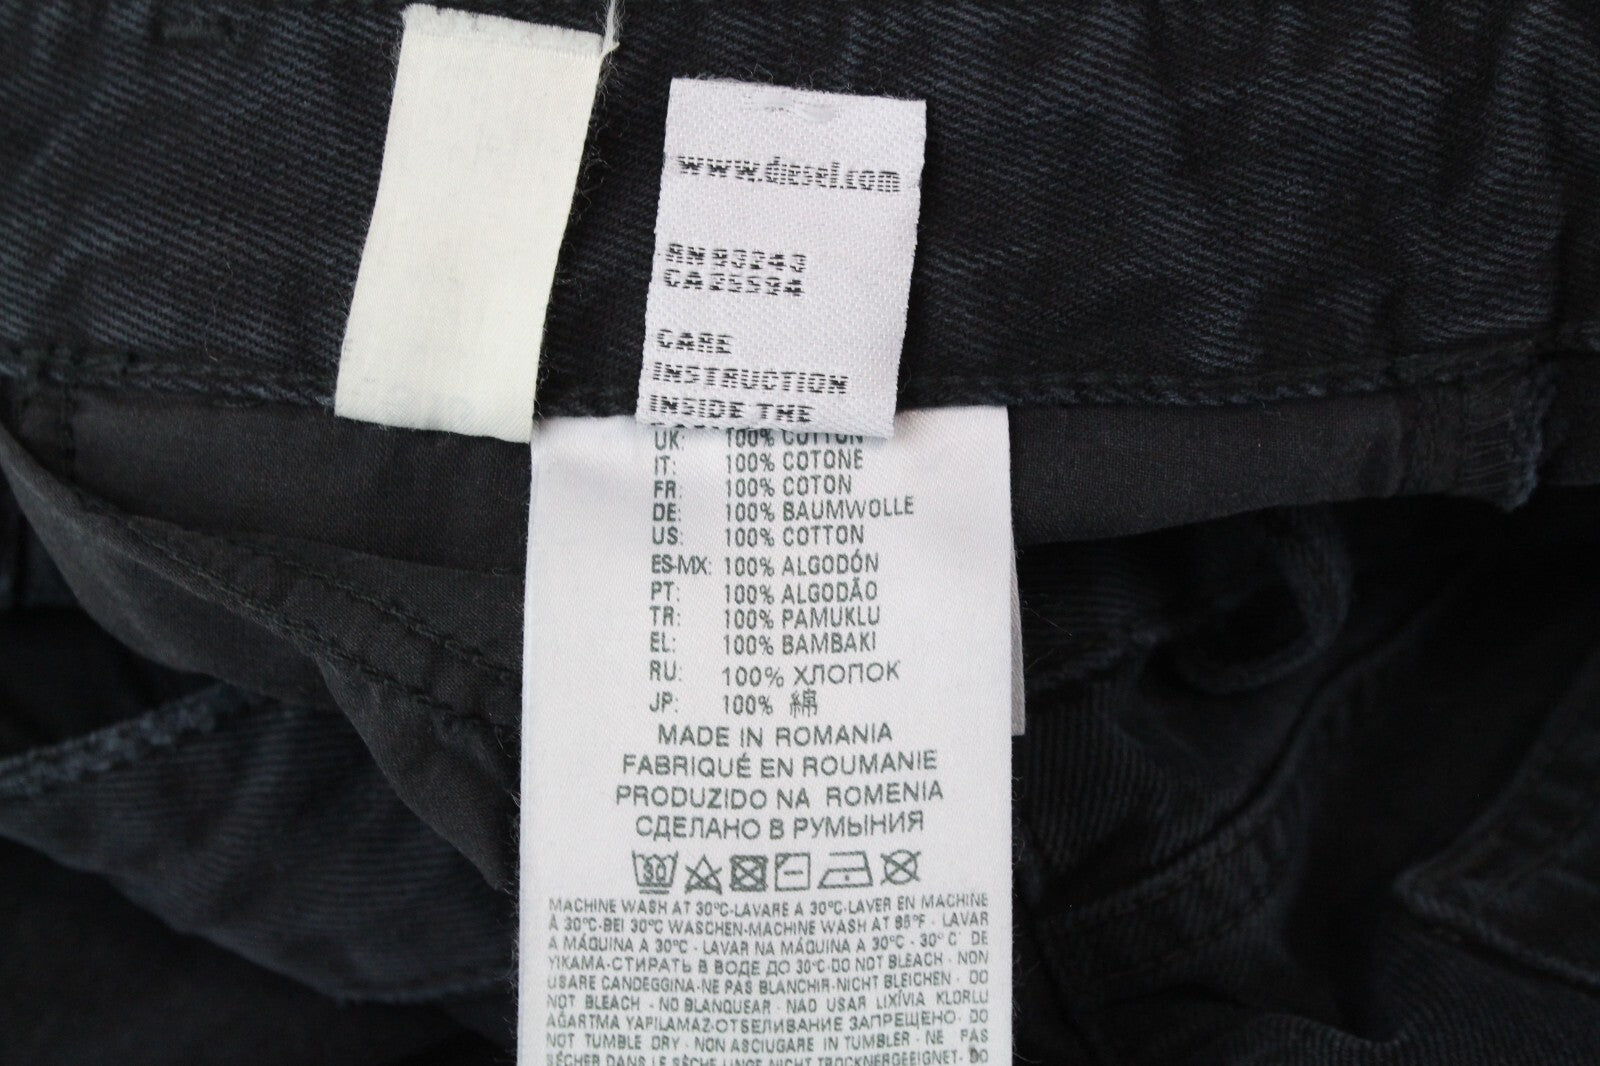 www.diesel.com
RN 93243
CA 25594
CARE
INSTRUCTION
INSIDE THE
UK: 100% COTTON
IT: 100% COTONE
FR: 100% COTON
DE: 100% BAUMWOLLE
US: 100% COTTON
ES-MX: 100% ALGODÓN
PT: 100% ALGODÃO
TR: 100% PAMUKLU
EL: 100% BAMBAKI
RU: 100% ХЛОПОК
JP: 100% 綿
MADE IN ROMANIA
FABRIQUÉ EN ROUMANIE
PRODUZIDO NA ROMENIA
СДЕЛАНО В РУМЫНИЯ
30
MACHINE WASH AT 30°C-LAVARE A 30°C-LAVER EN MACHINE
À 30°C-BEI 30°C WASCHEN-MACHINE WASH AT 86°F - LAVAR
A MÁQUINA A 30°C - LAVAR NA MÁQUINA A 30°C - 30° C' DE
YIKAMA-СТИРАТЬ В ВОДЕ ДО 30°C-DO NOT BLEACH - NON
USARE CANDEGGINA-NE PAS BLANCHIR-NICHT BLEICHEN - DO
NOT BLEACH - NO BLANQUEAR - NAO USAR LIXÍVIA KLORLU
AĞARTMA YAPILAMAZ-ОТБЕЛИВАНИЕ ЗАПРЕЩЕНО- DO
NOT TUMBLE DRY - NON ASCIUGARE IN TUMBLER - NE PAS
SÉCHER DANS LE SÈCHE LINGE-NICHT TROCKNERGEEIGNET- DO